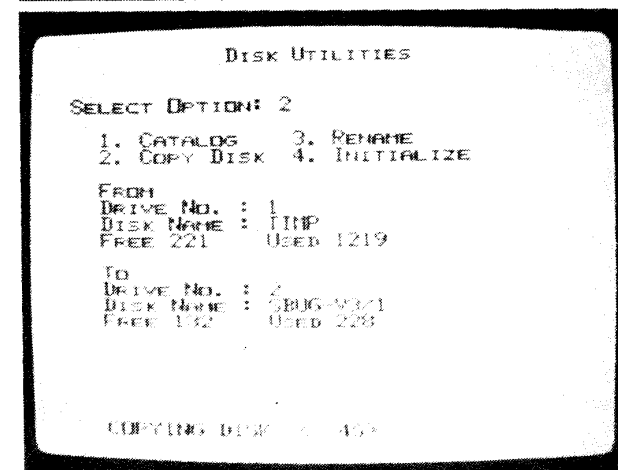 DISK UTILITIES
SELECT OPTION: 2
1. CATALOG 3. RENAME
2. COPY DISK 4. INITIALIZE
FROM
DRIVE NO. : 1
DISK NAME : TIMP
FREE 221 USED 1219
TO
DRIVE NO. : 2
DISK NAME : SBUG-V3/1
FREE 132 USED 228
COPYING DISK